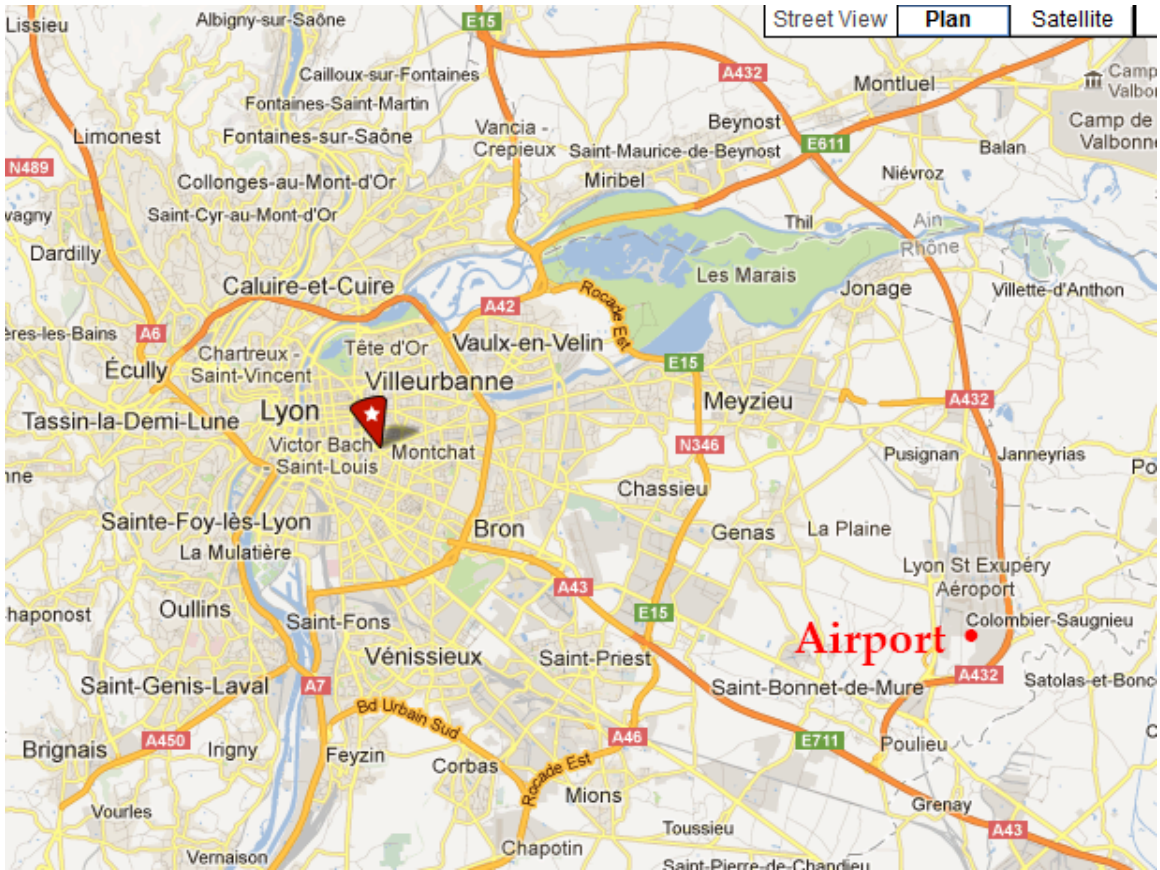 Lissieu
Albigny-sur-Saône
E15
Street View
Plan
Satellite
Cailloux-sur-Fontaines
A432
Montluel
Fontaines-Saint-Martin
Limonest
Fontaines-sur-Saône
Vancia -
Crepieux
Beynost
Camp de
Valbonne
Saint-Maurice-de-Beynost
E611
Balan
N489
Collonges-au-Mont-d'Or
Miribel
Niévroz
Saint-Cyr-au-Mont-d'Or
Thil
Ain
Rhône
Dardilly
Caluire-et-Cuire
Les Marais
Jonage
Villette-d'Anthon
A42
Rocade Est
A6
Écully
Chartreux -
Saint-Vincent
Tête d'Or
Vaulx-en-Velin
E15
Villeurbanne
Meyzieu
A432
Tassin-la-Demi-Lune
Lyon
Victor Bach
- Saint-Louis
Montchat
N346
Pusignan
Janneyrias
Chassieu
Sainte-Foy-lès-Lyon
Bron
Genas
La Plaine
La Mulatière
Lyon St Exupéry
Aéroport
A43
Oullins
Saint-Fons
E15
Colombier-Saugnieu
Airport
Vénissieux
Saint-Priest
Saint-Genis-Laval
A7
Saint-Bonnet-de-Mure
A432
Bd Urbain Sud
A450
Irigny
Brignais
Feyzin
A46
E711
Poulieu
Corbas
Rocade Est
Mions
Grenay
Vourles
Toussieu
A43
Chapotin
Vernaison
Saint-Pierre-de-Chandieu